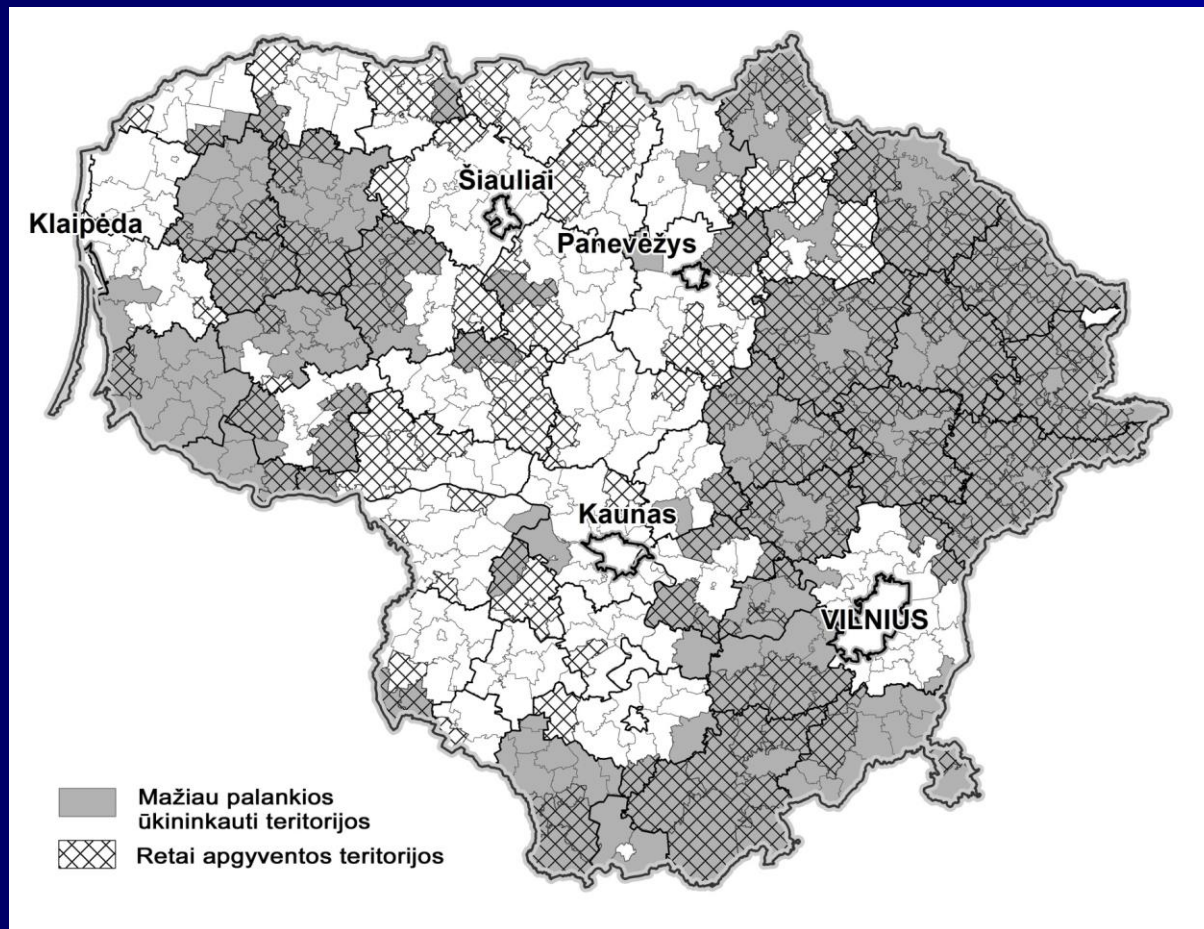 Šiauliai
Klaipėda
Panevėžys
Kaunas
VILNIUS
Mažiau palankios
ūkininkauti teritorijos
Retai apgyventos teritorijos